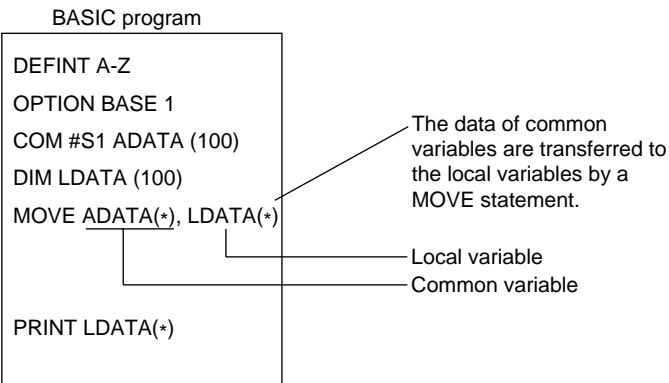 BASIC program
DEFINT A-Z
OPTION BASE 1
COM #S1 ADATA (100)
DIM LDATA (100)
MOVE ADATA(*), LDATA(*)
PRINT LDATA(*)
The data of common
variables are transferred to
the local variables by a
MOVE statement.
Local variable
Common variable